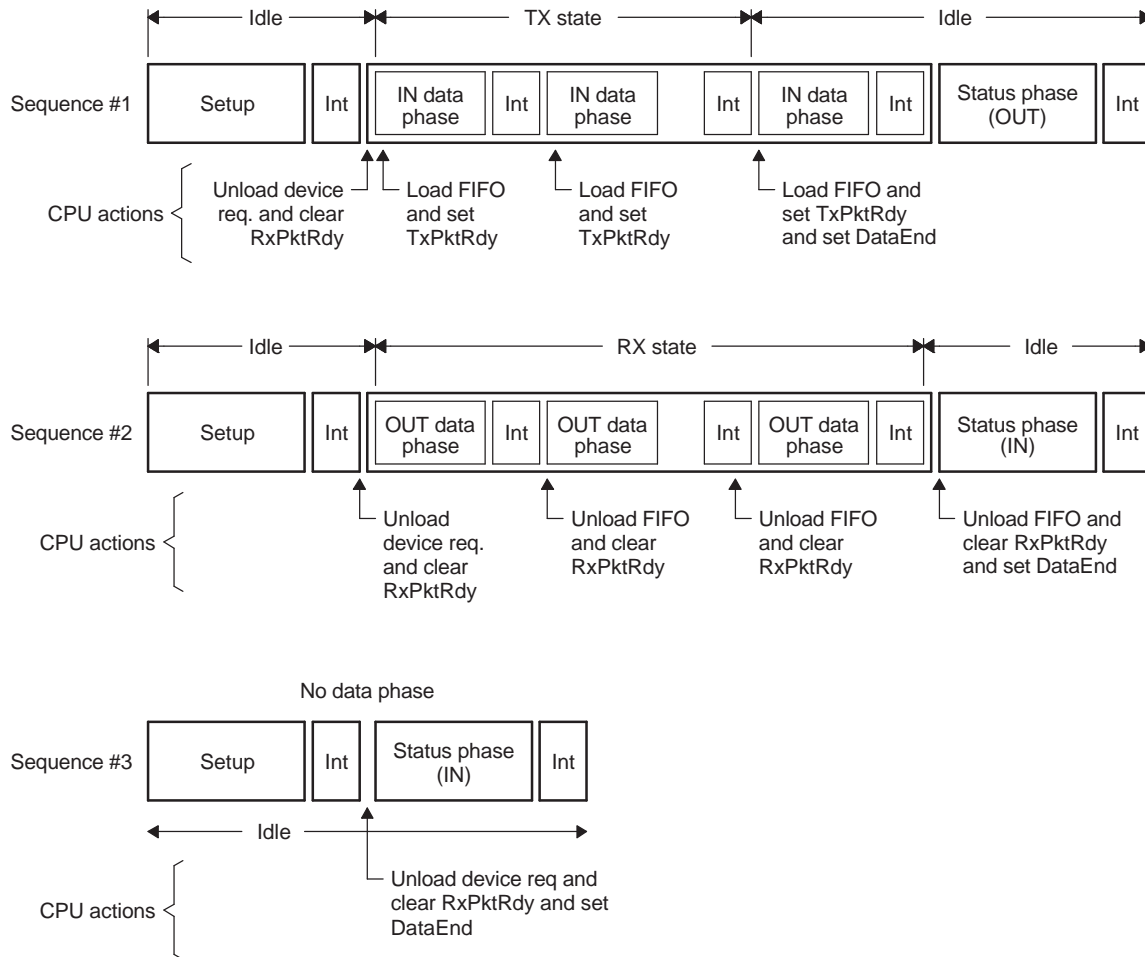 Idle
TX state
Idle
Sequence #1
Setup
Int
IN data
phase
Int
IN data
phase
Int
IN data
phase
Int
Status phase
(OUT)
Int
CPU actions
Unload device
req. and clear
RxPktRdy
Load FIFO
and set
TxPktRdy
Load FIFO
and set
TxPktRdy
Load FIFO and
set TxPktRdy
and set DataEnd
Idle
RX state
Idle
Sequence #2
Setup
Int
OUT data
phase
Int
OUT data
phase
Int
OUT data
phase
Int
Status phase
(IN)
Int
CPU actions
Unload
device req.
and clear
RxPktRdy
Unload FIFO
and clear
RxPktRdy
Unload FIFO
and clear
RxPktRdy
Unload FIFO and
clear RxPktRdy
and set DataEnd
No data phase
Sequence #3
Setup
Int
Status phase
(IN)
Int
Idle
CPU actions
Unload device req and
clear RxPktRdy and set
DataEnd